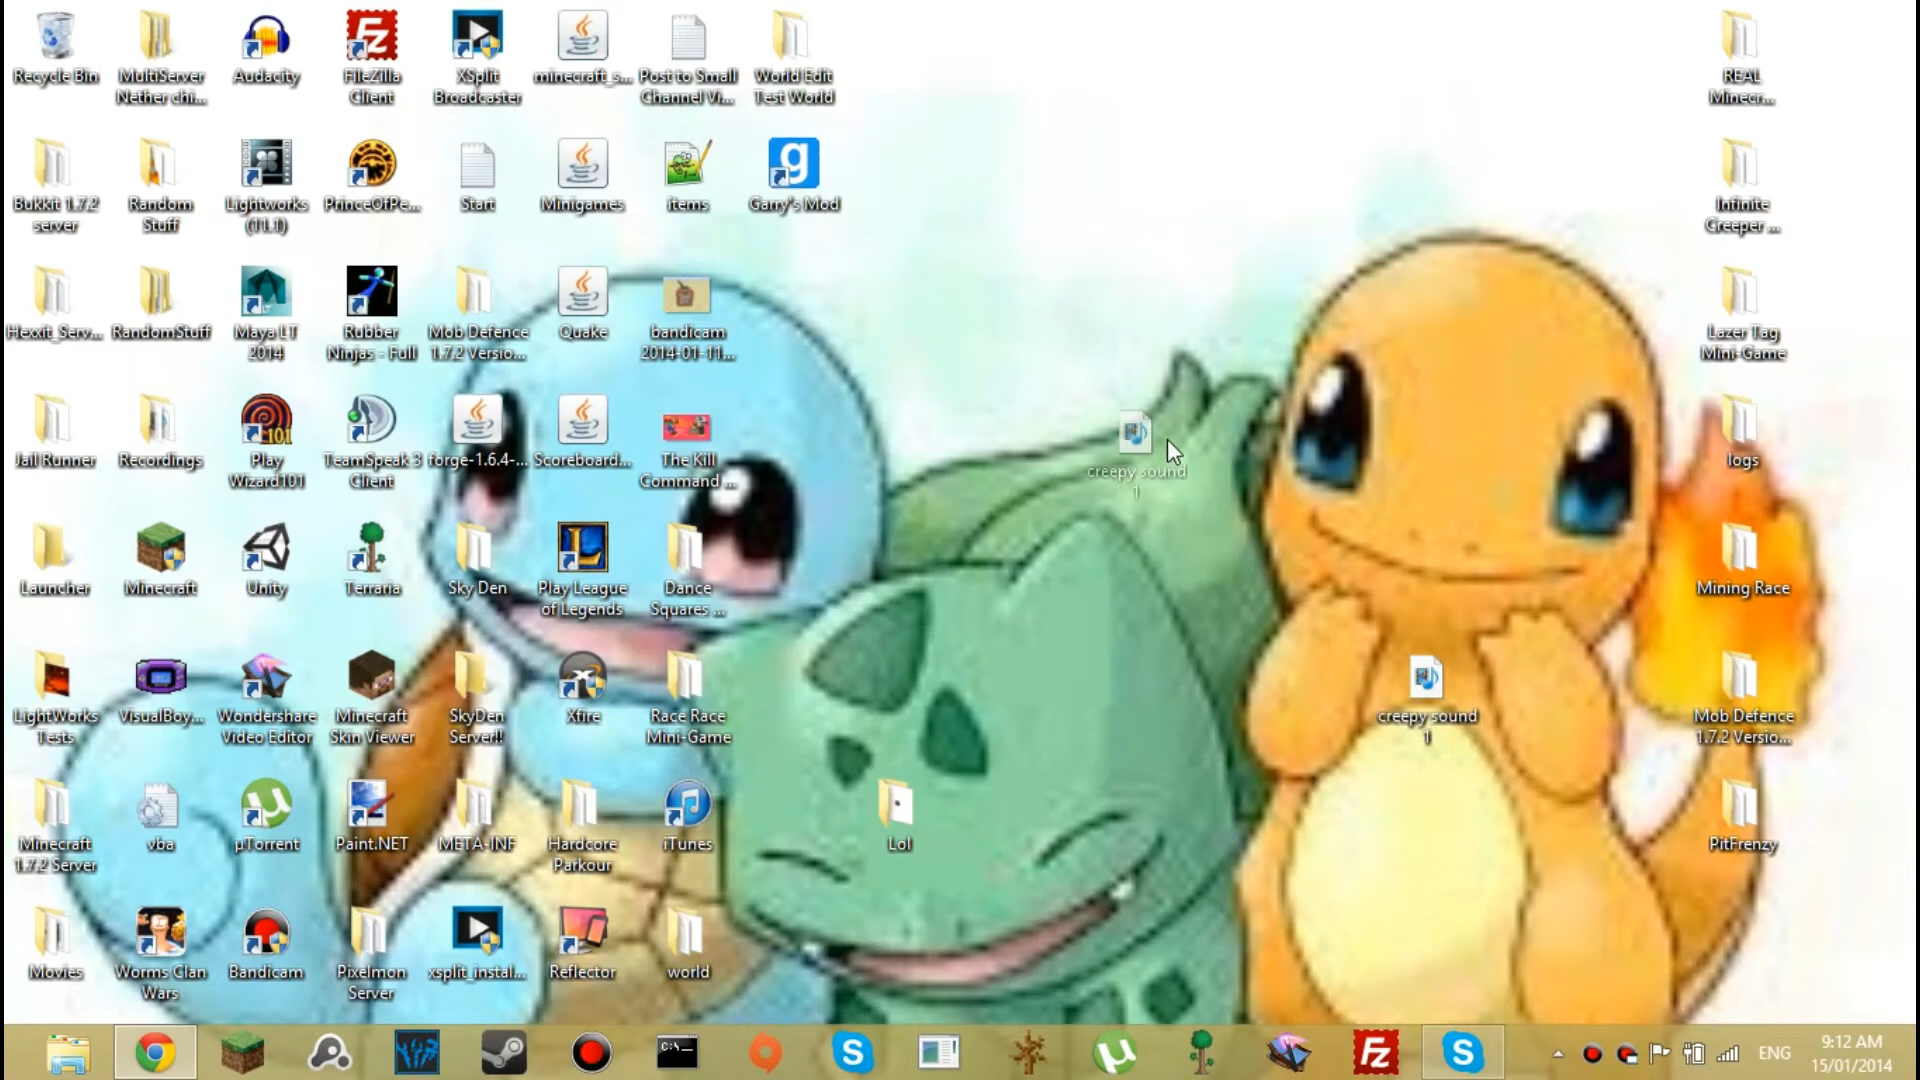 Recycle Bin
MultiServer
Nether chi...
Audacity
FileZilla
Client
XSplit
Broadcaster
minecraft_s...
Post to Small
Channel Vi...
World Edit
Test World
REAL
Minecr...
Bukkit 1.7.2
server
Random
Stuff
Lightworks
(11.1)
PrinceOfPe...
Start
Minigames
items
Garry's Mod
Infinite
Creeper ...
Hexxit_Serv...
RandomStuff
Maya LT
2014
Rubber
Ninjas - Full
Mob Defence
1.7.2 Versio...
Quake
bandicam
2014-01-11...
Lazer Tag
Mini-Game
Jail Runner
Recordings
Play
Wizard101
TeamSpeak 3
Client
forge-1.6.4-...
Scoreboard...
The Kill
Command ...
creepy sound
1
logs
Launcher
Minecraft
Unity
Terraria
Sky Den
Play League
of Legends
Dance
Squares ...
Mining Race
LightWorks
Tests
VisualBoy...
Wondershare
Video Editor
Minecraft
Skin Viewer
SkyDen
Server!!
Xfire
Race Race
Mini-Game
creepy sound
1
Mob Defence
1.7.2 Versio...
Minecraft
1.7.2 Server
vba
µTorrent
Paint.NET
META-INF
Hardcore
Parkour
iTunes
Lol
PitFrenzy
Movies
Worms Clan
Wars
Bandicam
Pixelmon
Server
xsplit_instal...
Reflector
world
ENG
9:12 AM
15/01/2014